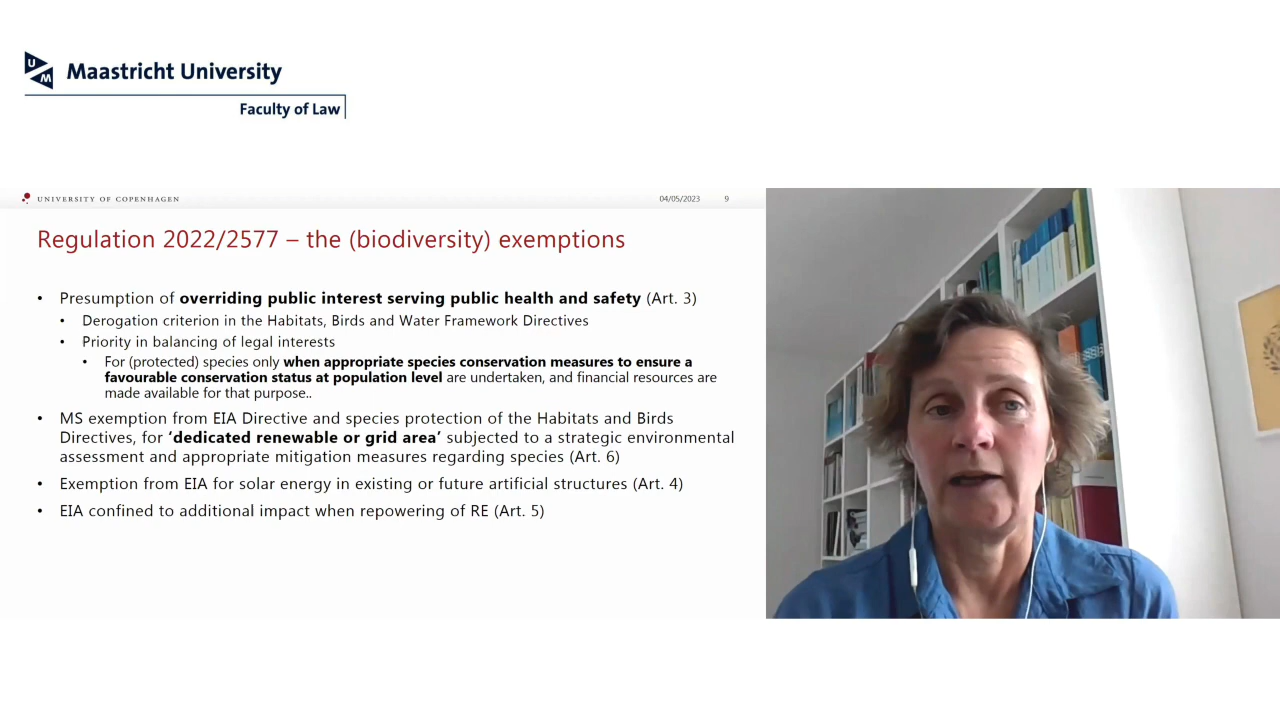 U
M
Maastricht University
Faculty of Law
UNIVERSITY OF COPENHAGEN
04/05/2023
9
Regulation 2022/2577 – the (biodiversity) exemptions
• Presumption of overriding public interest serving public health and safety (Art. 3)
• Derogation criterion in the Habitats, Birds and Water Framework Directives
• Priority in balancing of legal interests
• For (protected) species only when appropriate species conservation measures to ensure a
favourable conservation status at population level are undertaken, and financial resources are
made available for that purpose..
• MS exemption from EIA Directive and species protection of the Habitats and Birds
Directives, for ‘dedicated renewable or grid area’ subjected to a strategic environmental
assessment and appropriate mitigation measures regarding species (Art. 6)
• Exemption from EIA for solar energy in existing or future artificial structures (Art. 4)
• EIA confined to additional impact when repowering of RE (Art. 5)